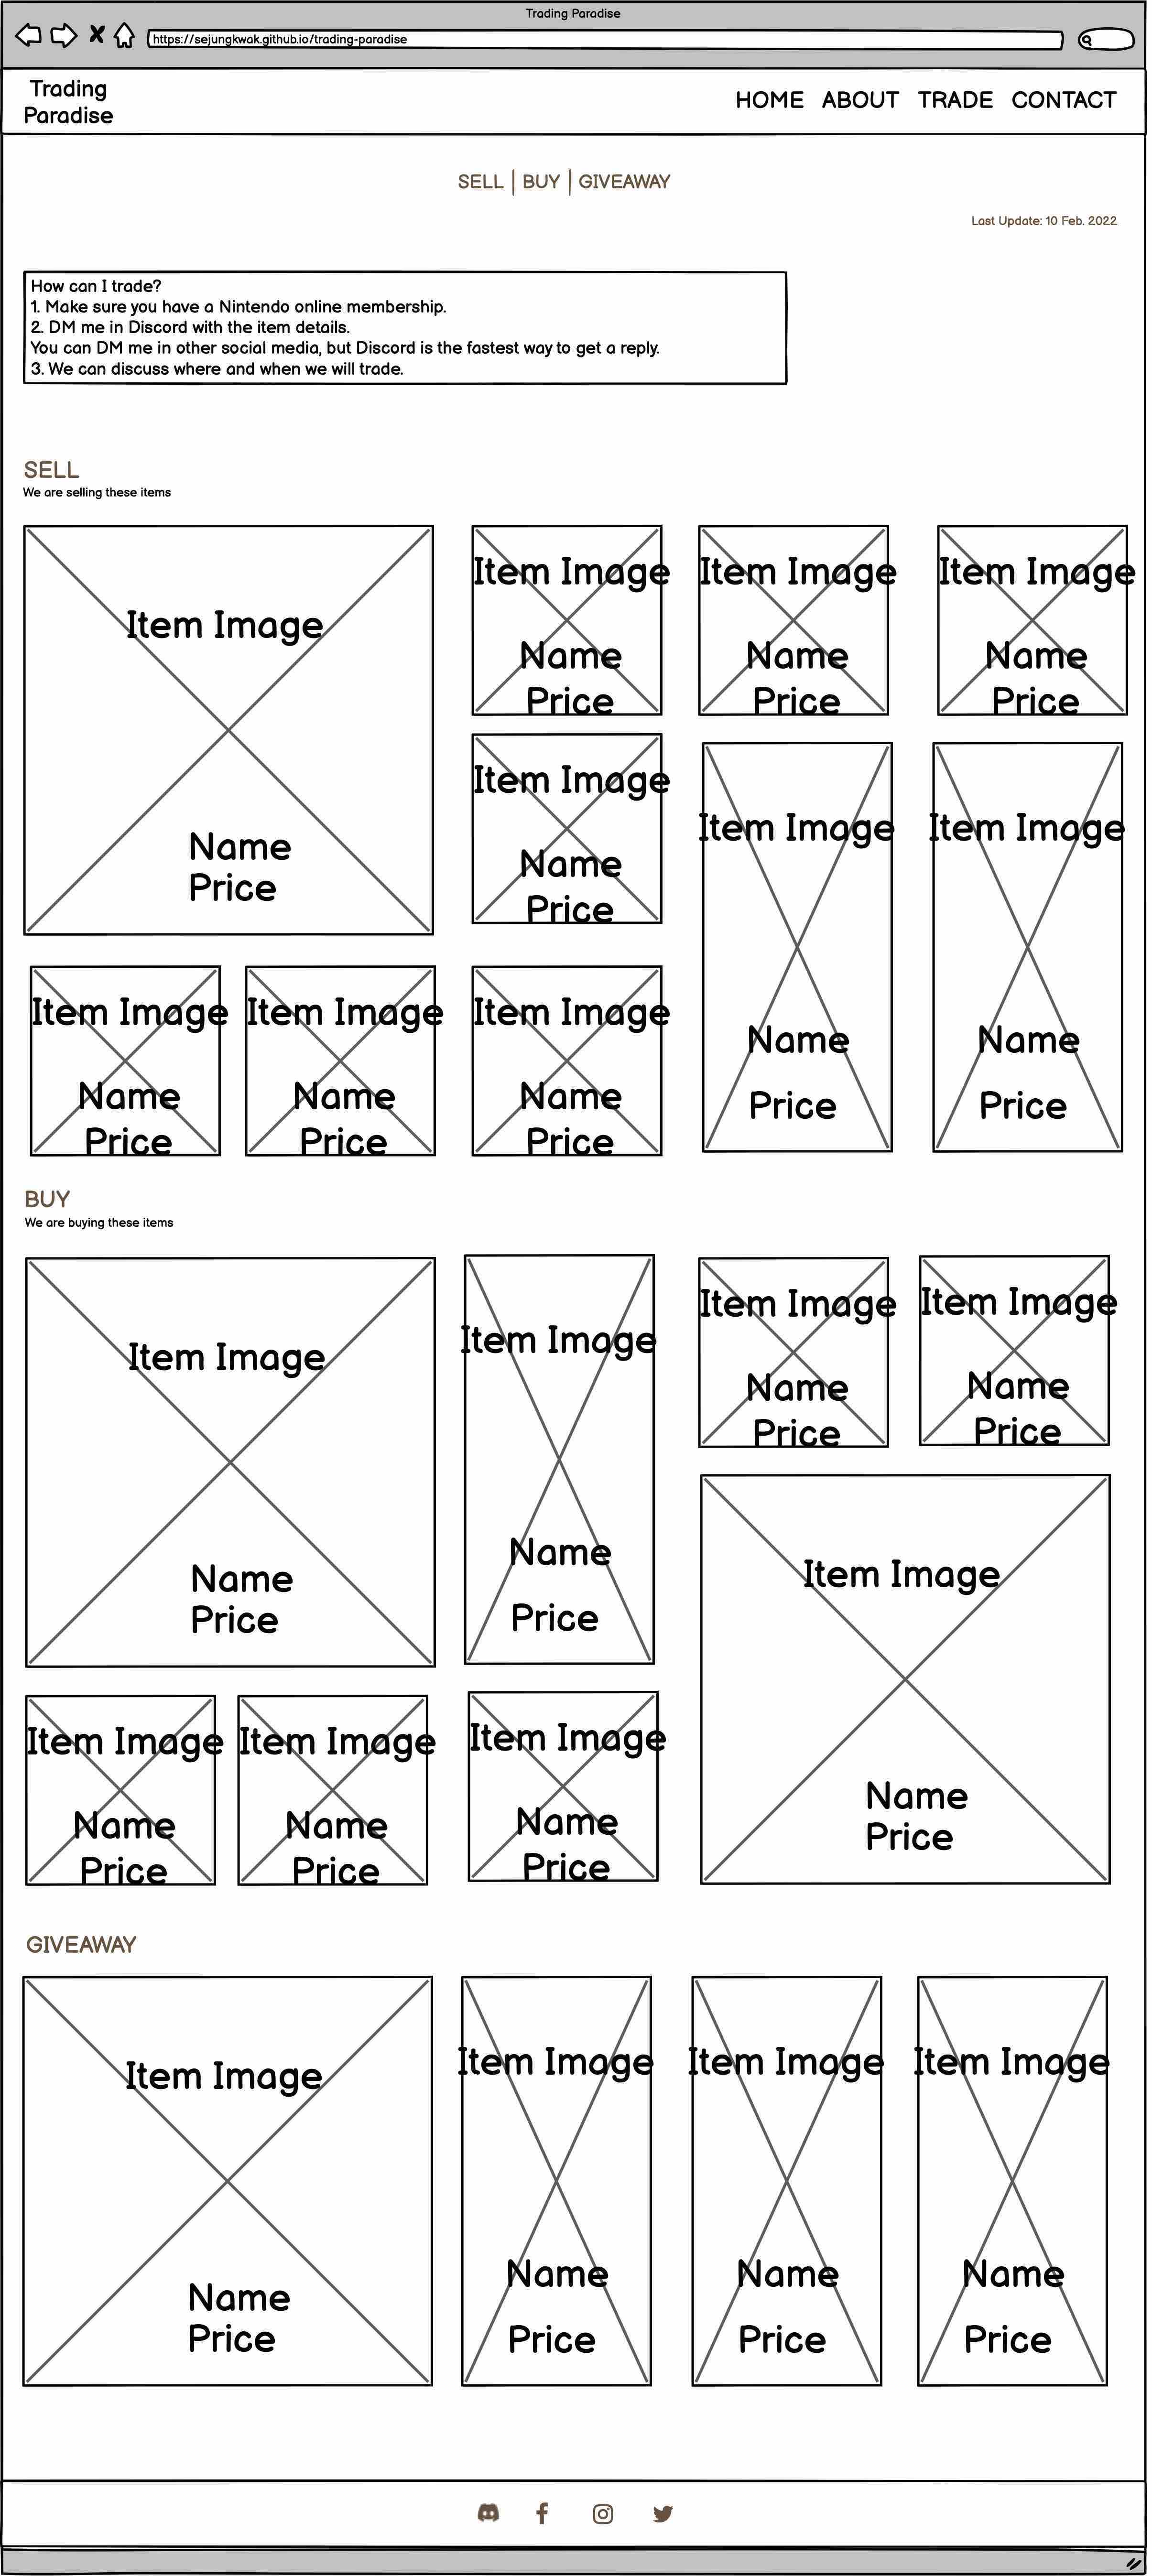 Trading Paradise
https://sejungkwak.github.io/trading-paradise
Trading
Paradise
HOME ABOUT TRADE CONTACT
SELL | BUY | GIVEAWAY
Last Update: 10 Feb. 2022
How can I trade?
1. Make sure you have a Nintendo online membership.
2. DM me in Discord with the item details.
You can DM me in other social media, but Discord is the fastest way to get a reply.
3. We can discuss where and when we will trade.
SELL
We are selling these items
Item Image
Name
Price
Item Image
Name
Price
Item Image
Name
Price
Item Image
Name
Price
Item Image
Name
Price
Item Image
Name
Price
Item Image
Name
Price
Item Image
Name
Price
Item Image
Name
Price
Item Image
Name
Price
BUY
We are buying these items
Item Image
Name
Price
Item Image
Name
Price
Item Image
Name
Price
Item Image
Name
Price
Item Image
Name
Price
Item Image
Name
Price
Item Image
Name
Price
Item Image
Name
Price
GIVEAWAY
Item Image
Name
Price
Item Image
Name
Price
Item Image
Name
Price
Item Image
Name
Price